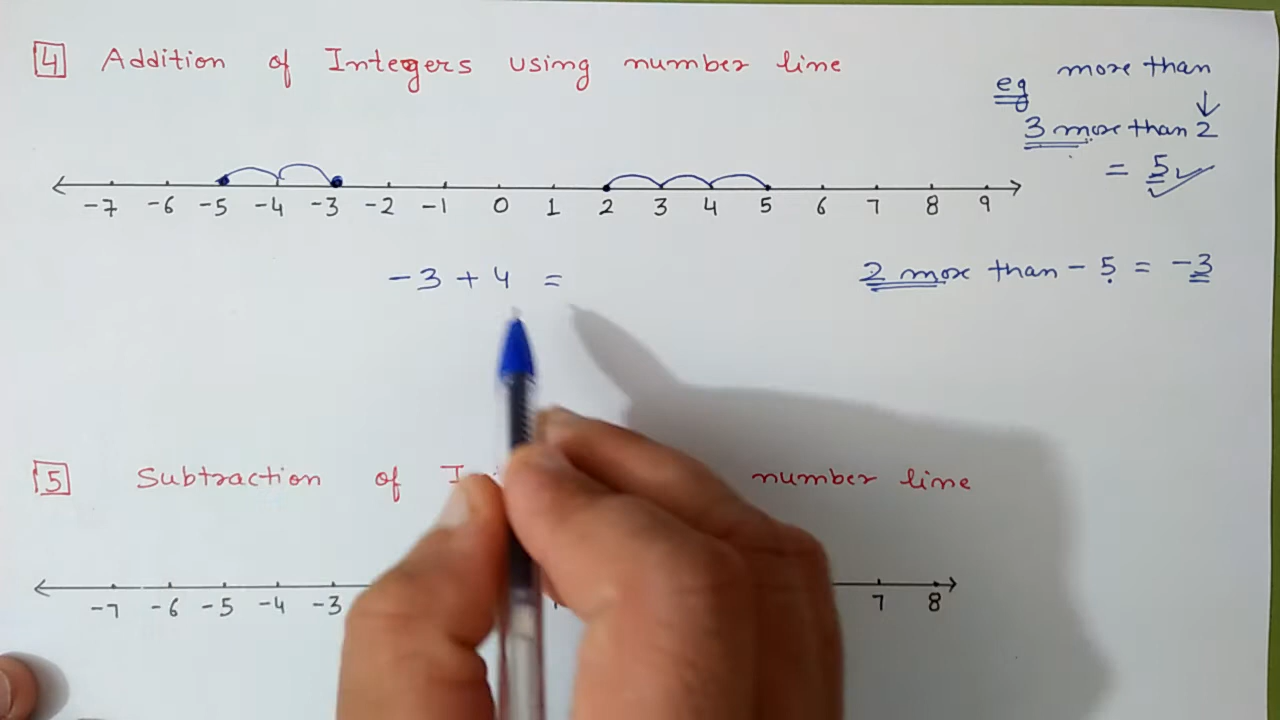 4 Addition of Integers using number line
eg more than
↓
3 more than 2
= 5 ✓
-7 -6 -5 -4 -3 -2 -1 0 1 2 3 4 5 6 7 8 9
-3 + 4 =
2 more than -5 = -3
5 Subtraction of number line
-7 -6 -5 -4 -3 7 8